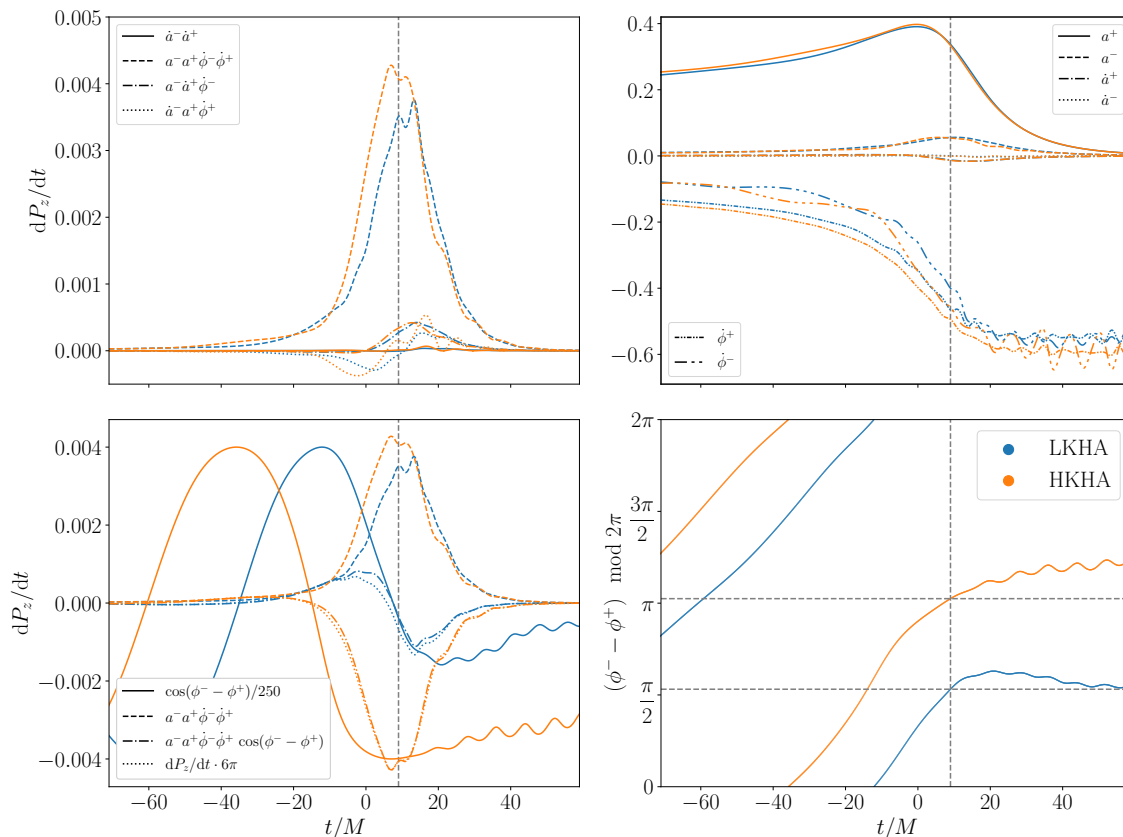 0.005
0.004
0.003
0.002
0.001
0.000
dP_z/dt
ȧ⁻ȧ⁺
a⁻a⁺ϕ̇⁻ϕ̇⁺
a⁻ȧ⁺ϕ̇⁻
ȧ⁻a⁺ϕ̇⁺
0.4
0.2
0.0
−0.2
−0.4
−0.6
a⁺
a⁻
ȧ⁺
ȧ⁻
ϕ̇⁺
ϕ̇⁻
0.004
0.002
0.000
−0.002
−0.004
dP_z/dt
cos(ϕ⁻ − ϕ⁺)/250
a⁻a⁺ϕ̇⁻ϕ̇⁺
a⁻a⁺ϕ̇⁻ϕ̇⁺ cos(ϕ⁻ − ϕ⁺)
dP_z/dt · 6π
−60 −40 −20 0 20 40
t/M
2π
3π/2
π
π/2
0
(ϕ⁻ − ϕ⁺) mod 2π
LKHA
HKHA
−60 −40 −20 0 20 40
t/M